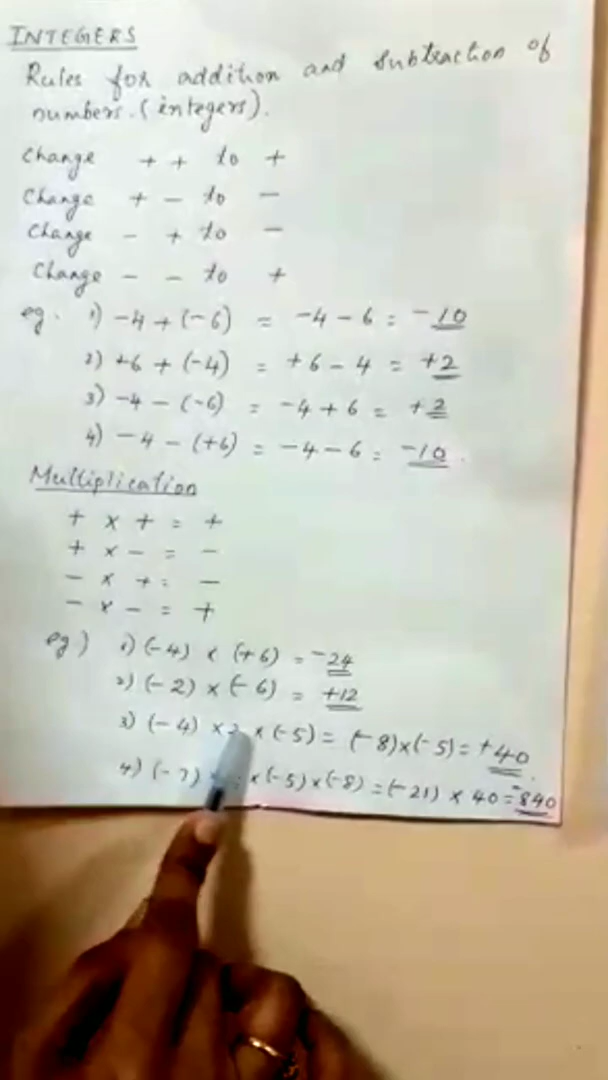 INTEGERS
Rules for addition and subtraction of
numbers. (integers).
Change + + to +
Change + - to -
Change - + to -
Change - - to +
eg. 1) -4 + (-6) = -4 - 6 = -10
2) +6 + (-4) = +6 - 4 = +2
3) -4 - (-6) = -4 + 6 = +2
4) -4 - (+6) = -4 - 6 = -10
Multiplication
+ x + = +
+ x - = -
- x + = -
- x - = +
eg) 1) (-4) x (+6) = -24
2) (-2) x (-6) = +12
3) (-4) x 2 x (-5) = (-8) x (-5) = +40
4) (-7) x (-5) x (-8) = (-21) x 40 = -840